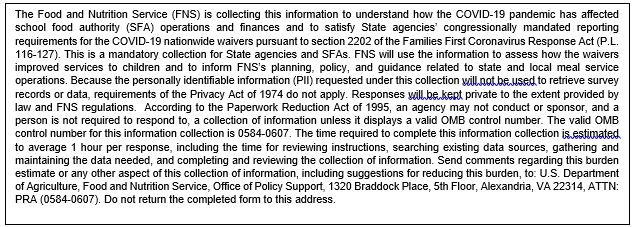 The Food and Nutrition Service (FNS) is collecting this information to understand how the COVID-19 pandemic has affected
school food authority (SFA) operations and finances and to satisfy State agencies’ congressionally mandated reporting
requirements for the COVID-19 nationwide waivers pursuant to section 2202 of the Families First Coronavirus Response Act (P.L.
116-127). This is a mandatory collection for State agencies and SFAs. FNS will use the information to assess how the waivers
improved services to children and to inform FNS’s planning, policy, and guidance related to state and local meal service
operations. Because the personally identifiable information (PII) requested under this collection will not be used to retrieve survey
records or data, requirements of the Privacy Act of 1974 do not apply. Responses will be kept private to the extent provided by
law and FNS regulations. According to the Paperwork Reduction Act of 1995, an agency may not conduct or sponsor, and a
person is not required to respond to, a collection of information unless it displays a valid OMB control number. The valid OMB
control number for this information collection is 0584-0607. The time required to complete this information collection is estimated
to average 1 hour per response, including the time for reviewing instructions, searching existing data sources, gathering and
maintaining the data needed, and completing and reviewing the collection of information. Send comments regarding this burden
estimate or any other aspect of this collection of information, including suggestions for reducing this burden, to: U.S. Department
of Agriculture, Food and Nutrition Service, Office of Policy Support, 1320 Braddock Place, 5th Floor, Alexandria, VA 22314, ATTN:
PRA (0584-0607). Do not return the completed form to this address.